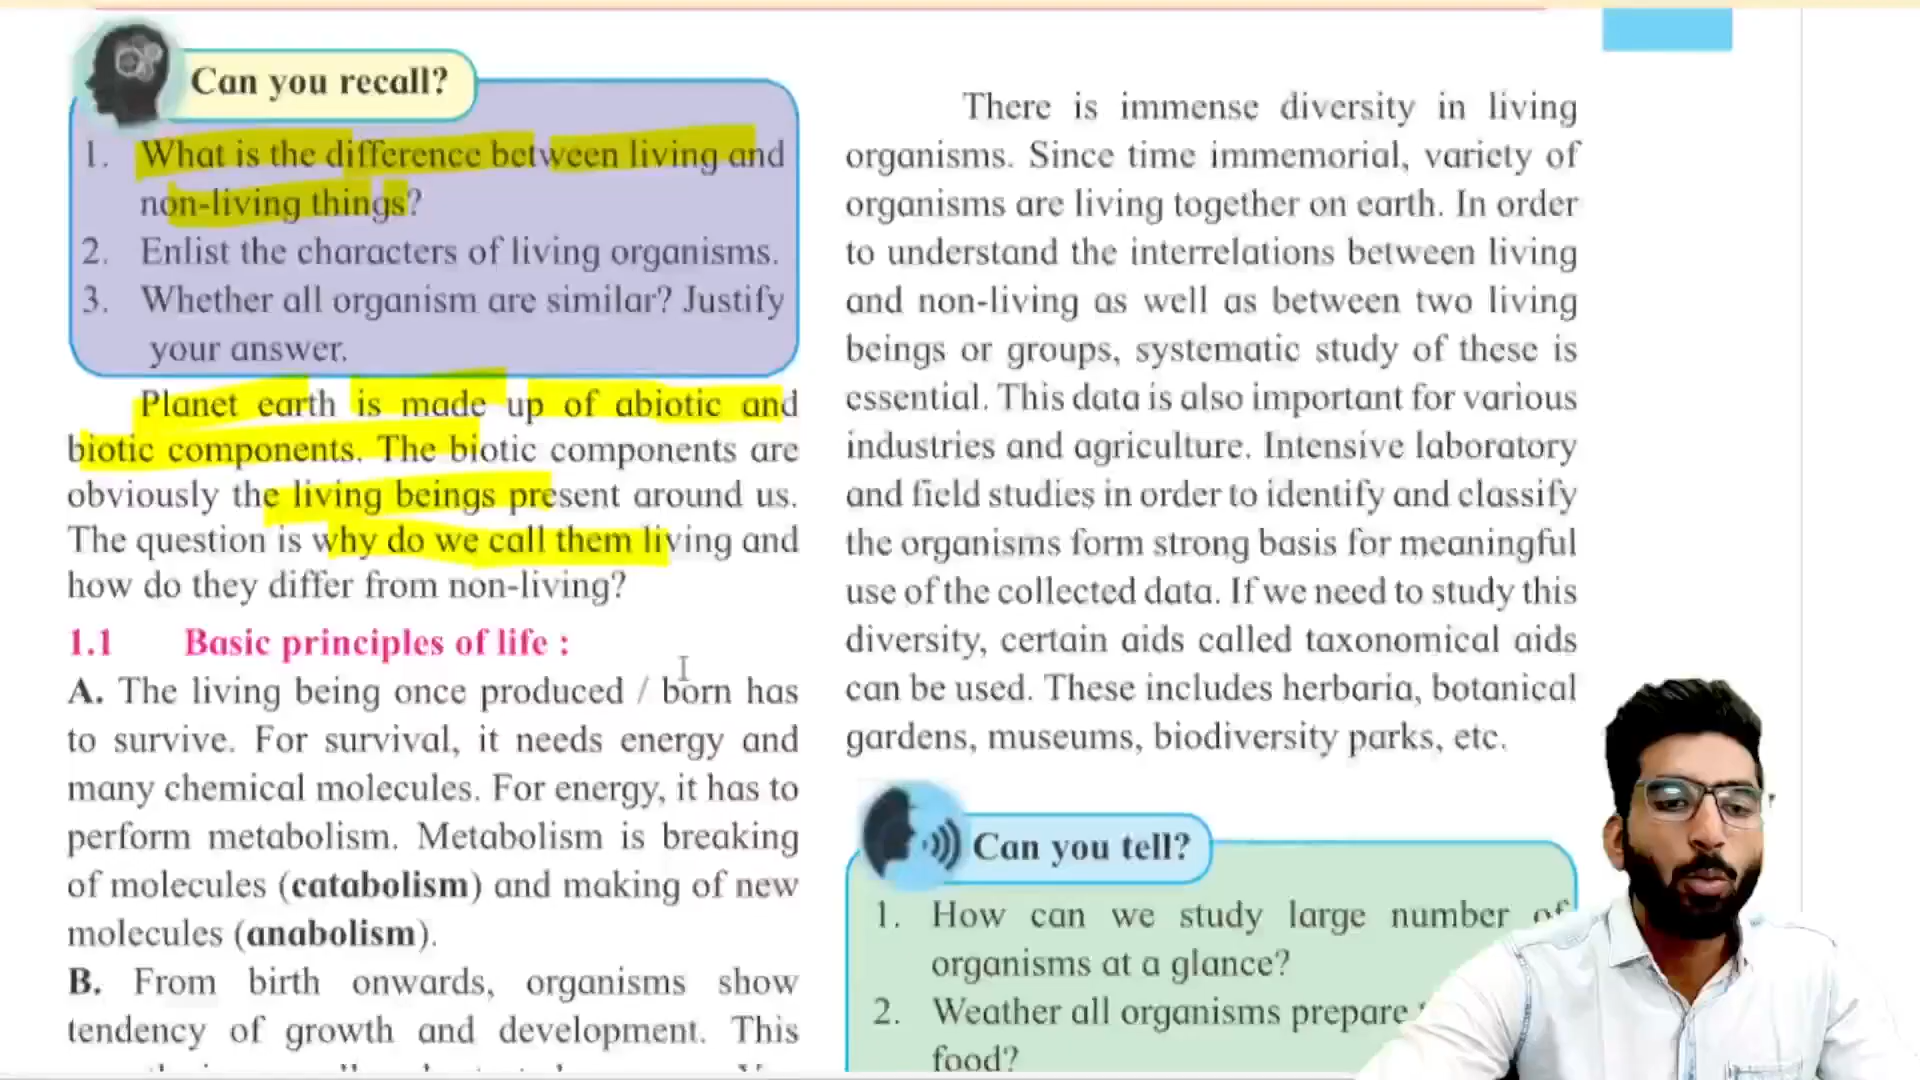 Can you recall?
1. What is the difference between living and
non-living things?
2. Enlist the characters of living organisms.
3. Whether all organism are similar? Justify
your answer.
Planet earth is made up of abiotic and
biotic components. The biotic components are
obviously the living beings present around us.
The question is why do we call them living and
how do they differ from non-living?
1.1 Basic principles of life :
A. The living being once produced / born has
to survive. For survival, it needs energy and
many chemical molecules. For energy, it has to
perform metabolism. Metabolism is breaking
of molecules (catabolism) and making of new
molecules (anabolism).
B. From birth onwards, organisms show
tendency of growth and development. This
There is immense diversity in living
organisms. Since time immemorial, variety of
organisms are living together on earth. In order
to understand the interrelations between living
and non-living as well as between two living
beings or groups, systematic study of these is
essential. This data is also important for various
industries and agriculture. Intensive laboratory
and field studies in order to identify and classify
the organisms form strong basis for meaningful
use of the collected data. If we need to study this
diversity, certain aids called taxonomical aids
can be used. These includes herbaria, botanical
gardens, museums, biodiversity parks, etc.
Can you tell?
1. How can we study large number of
organisms at a glance?
2. Weather all organisms prepare
food?